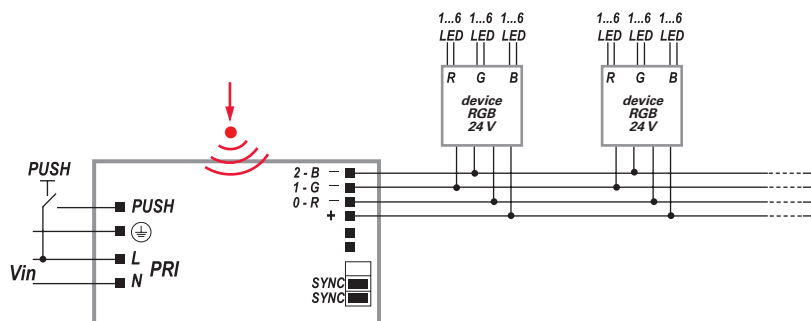 1...6 1...6 1...6
LED LED LED
1...6 1...6 1...6
LED LED LED
R G B
device
RGB
24 V
R G B
device
RGB
24 V
PUSH
PUSH
L
PRI
N
Vin
2 - B –
1 - G –
0 - R –
+
SYNC
SYNC